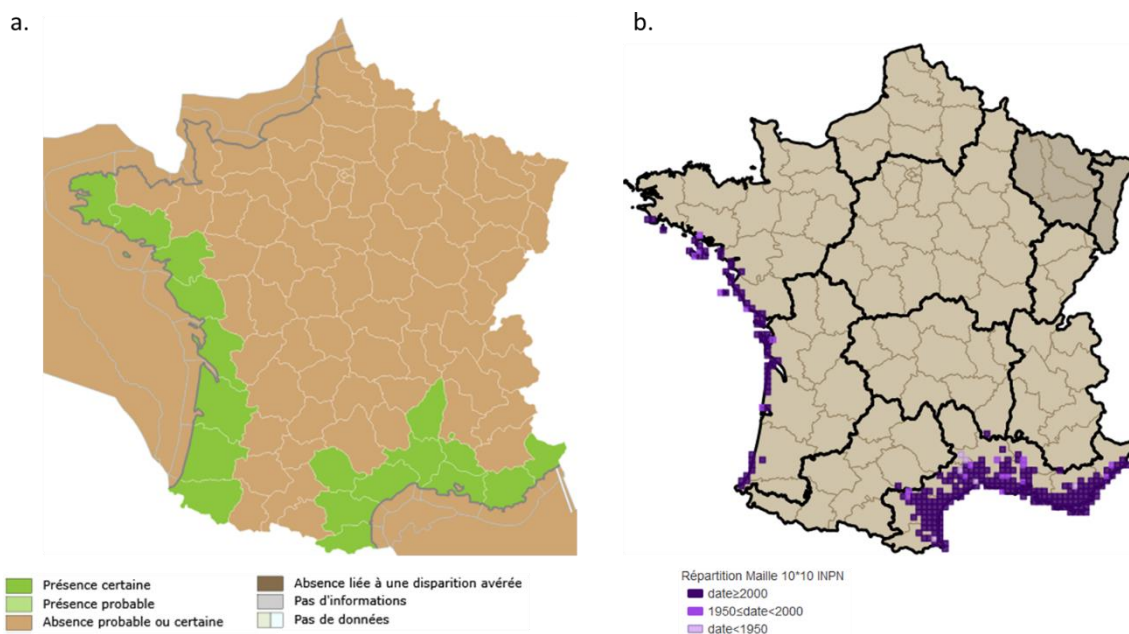 a.
b.
Présence certaine
Présence probable
Absence probable ou certaine
Absence liée à une disparition avérée
Pas d'informations
Pas de données
Répartition Maille 10*10 INPN
date≥2000
1950≤date<2000
date<1950